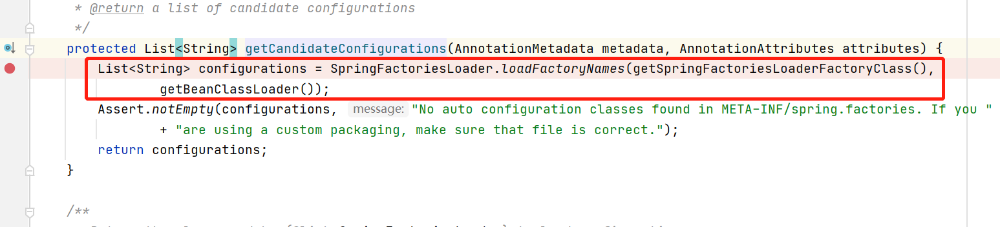 * @return a list of candidate configurations
*/
protected List<String> getCandidateConfigurations(AnnotationMetadata metadata, AnnotationAttributes attributes) {
List<String> configurations = SpringFactoriesLoader.loadFactoryNames(getSpringFactoriesLoaderFactoryClass(),
getBeanClassLoader());
Assert.notEmpty(configurations, message: "No auto configuration classes found in META-INF/spring.factories. If you "
+ "are using a custom packaging, make sure that file is correct.");
return configurations;
}
/**